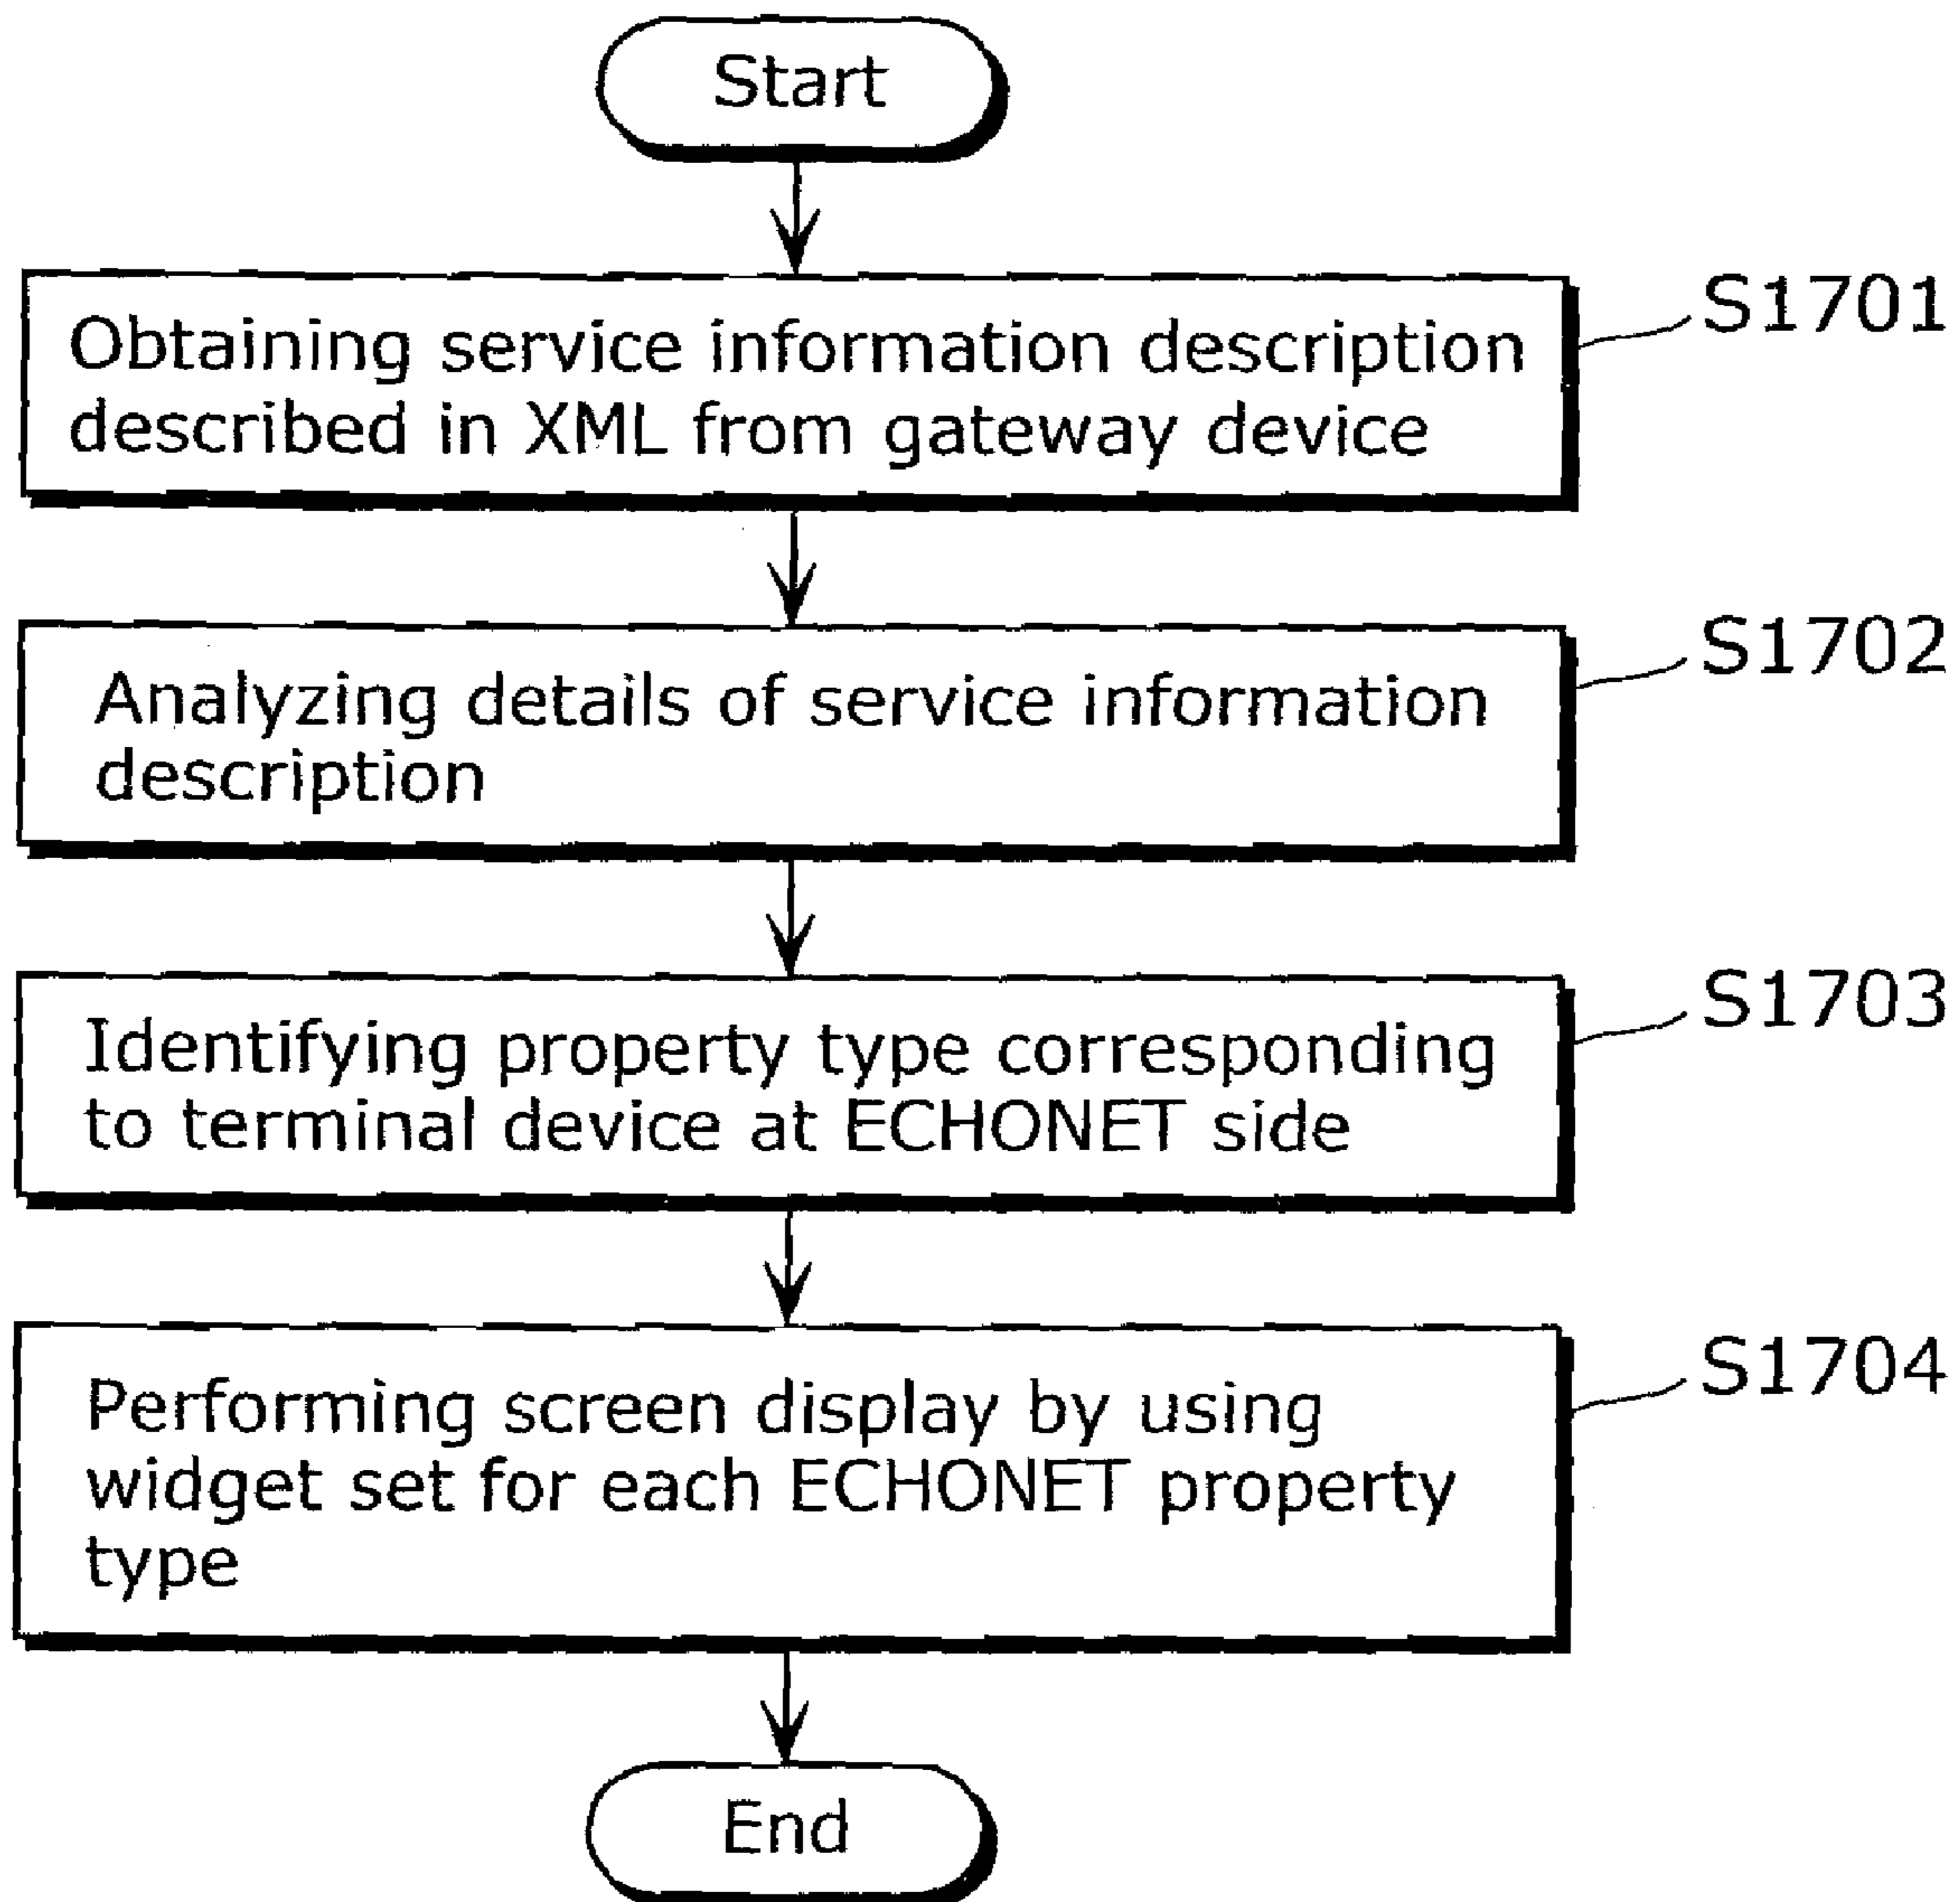 Start
S1701
Obtaining service information description
described in XML from gateway device
S1702
Analyzing details of service information
description
S1703
Identifying property type corresponding
to terminal device at ECHONET side
S1704
Performing screen display by using
widget set for each ECHONET property
type
End